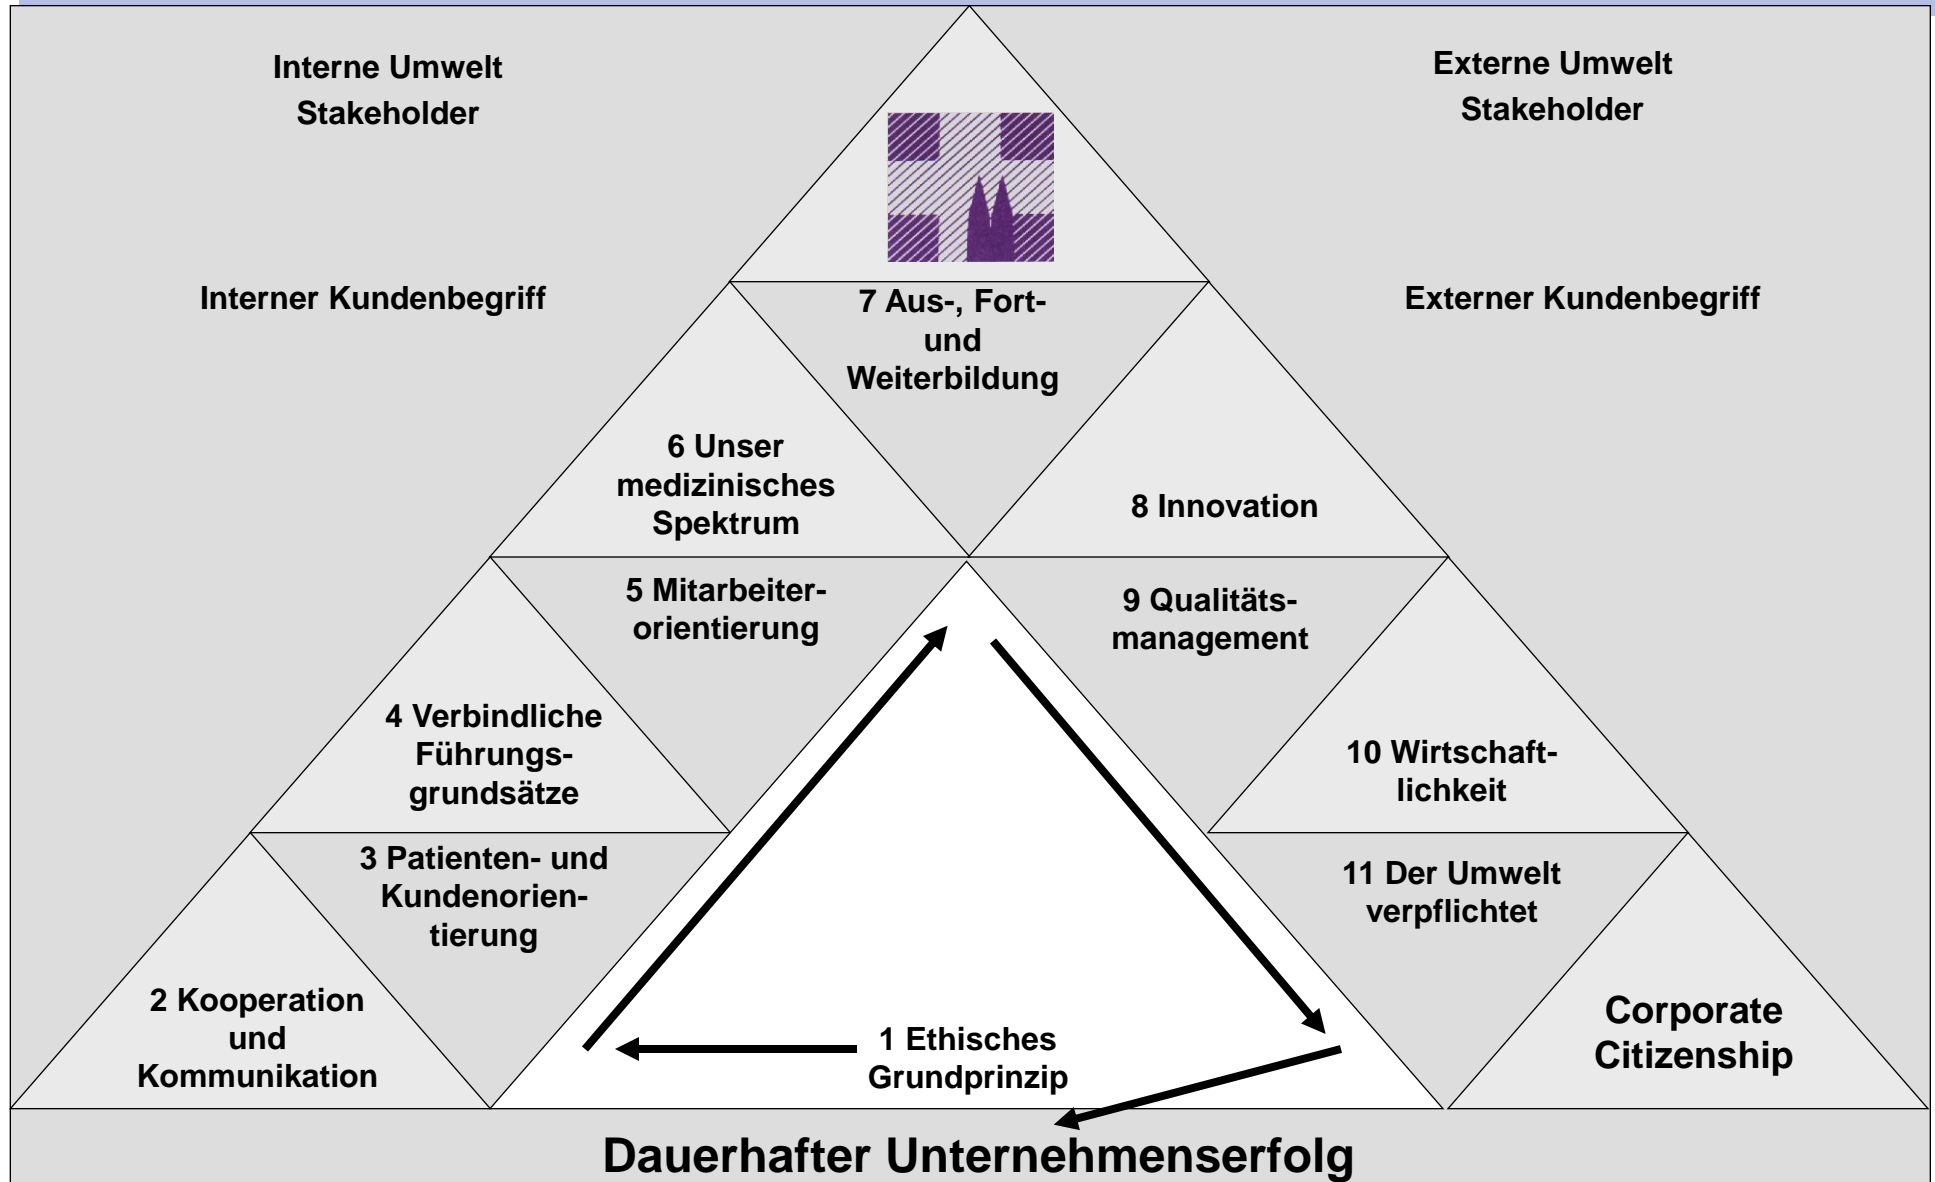 Interne Umwelt
Stakeholder
Externe Umwelt
Stakeholder
Interner Kundenbegriff
Externer Kundenbegriff
7 Aus-, Fort-
und
Weiterbildung
6 Unser
medizinisches
Spektrum
8 Innovation
5 Mitarbeiter-
orientierung
9 Qualitäts-
management
4 Verbindliche
Führungs-
grundsätze
10 Wirtschaft-
lichkeit
3 Patienten- und
Kundenorien-
tierung
11 Der Umwelt
verpflichtet
2 Kooperation
und
Kommunikation
1 Ethisches
Grundprinzip
Corporate
Citizenship
Dauerhafter Unternehmenserfolg